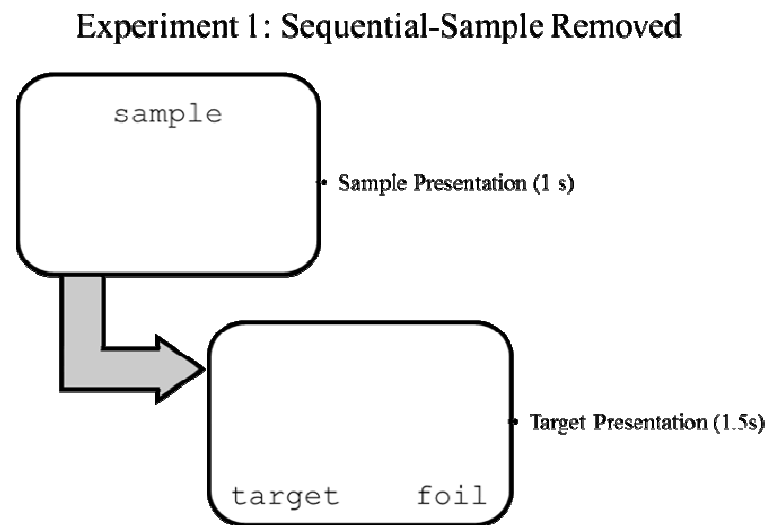 Experiment 1: Sequential-Sample Removed
sample
Sample Presentation (1 s)
Target Presentation (1.5s)
target foil